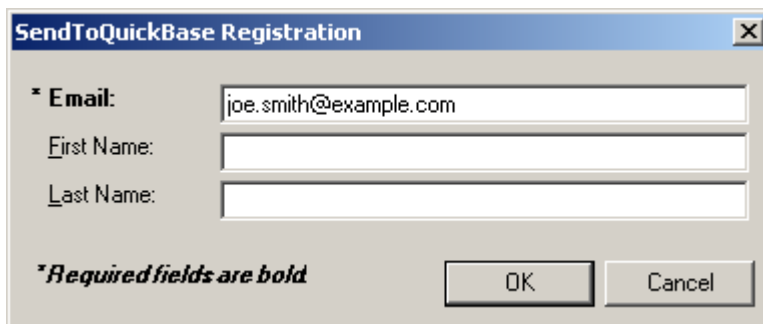 SendToQuickBase Registration
* Email: joe.smith@example.com
First Name:
Last Name:
*Required fields are bold.
OK Cancel